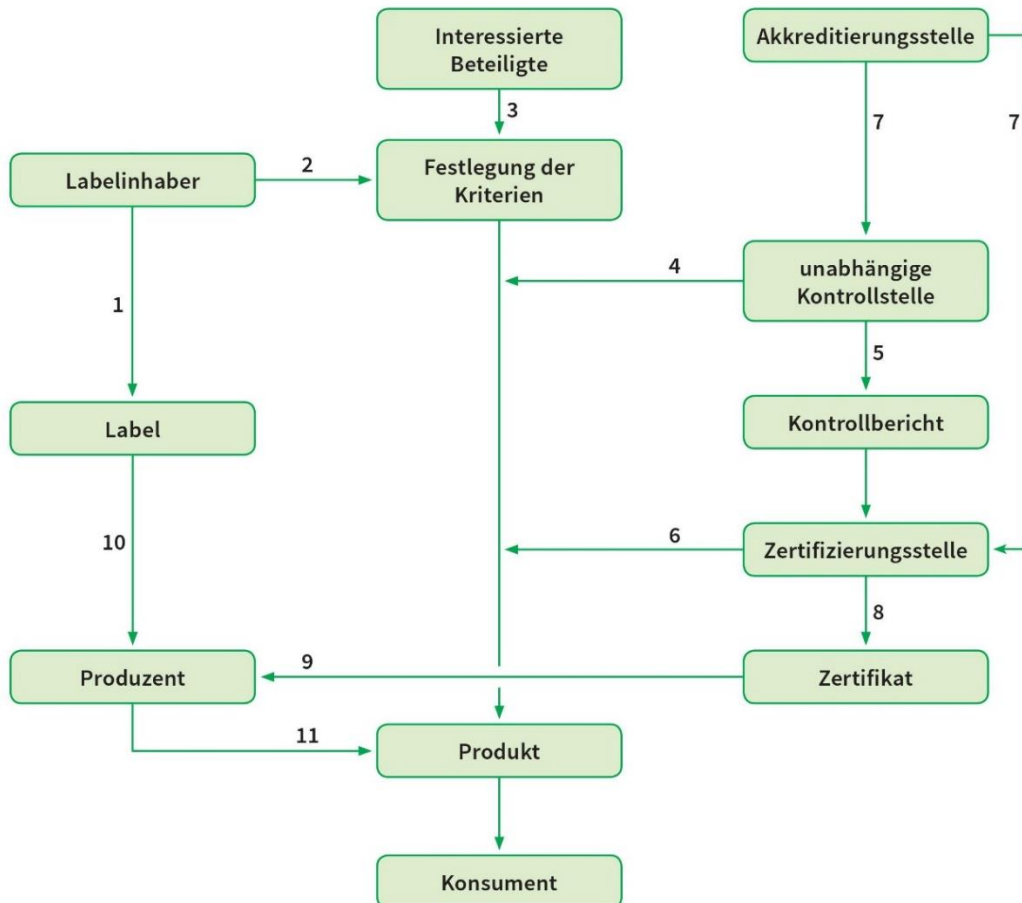 Interessierte
Beteiligte
Akkreditierungsstelle
3
7
7
Labelinhaber
2
Festlegung der
Kriterien
1
4
unabhängige
Kontrollstelle
5
Label
Kontrollbericht
10
6
Zertifizierungsstelle
8
Produzent
9
Zertifikat
11
Produkt
Konsument